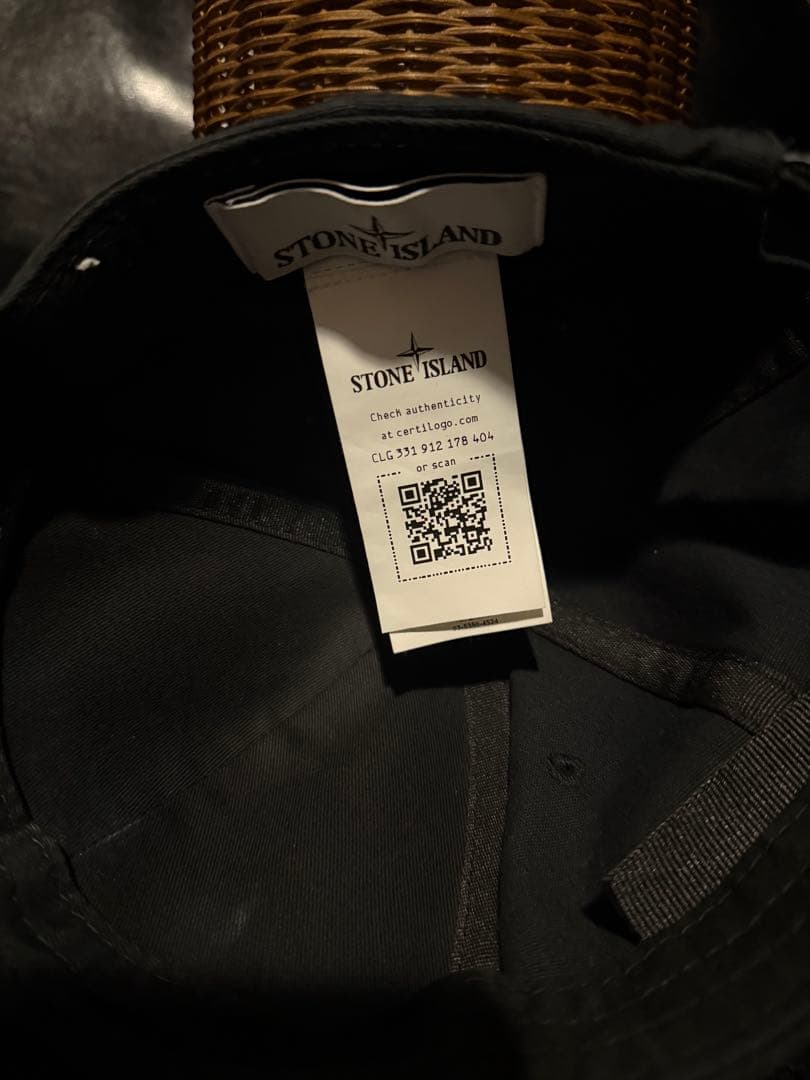 STONE ISLAND
STONE ISLAND
Check authenticity
at certilogo.com
CLG 331 912 178 404
or scan